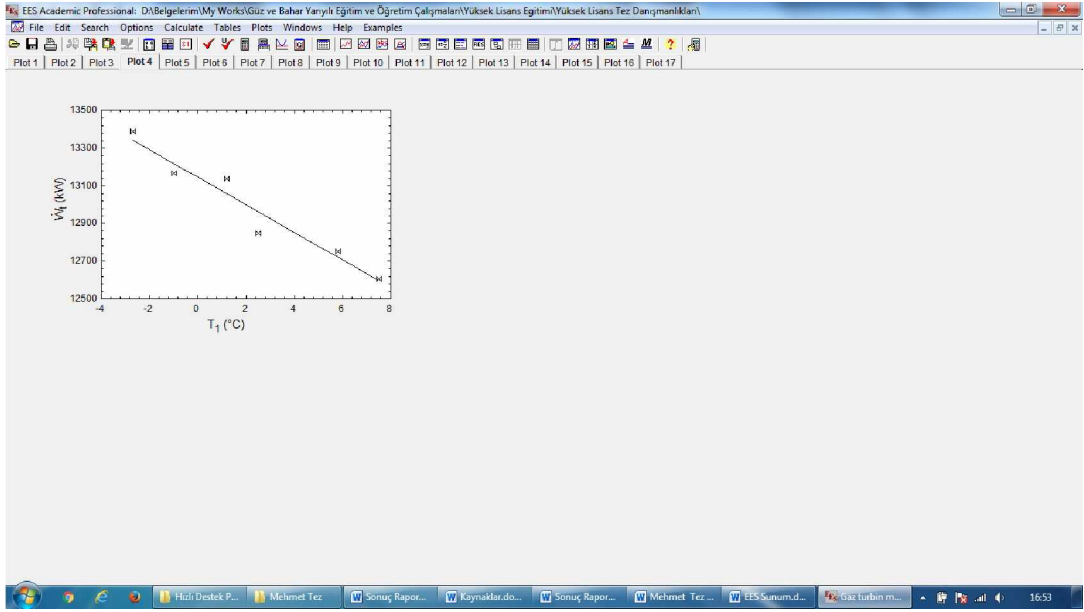 EES Academic Professional: D:\Belgelerim\My Works\Güz ve Bahar Yarıyılı Eğitim ve Öğretim Çalışmaları\Yüksek Lisans Egitimi\Yüksek Lisans Tez Danışmanlıkları\
File Edit Search Options Calculate Tables Plots Windows Help Examples
Plot 1 Plot 2 Plot 3 Plot 4 Plot 5 Plot 6 Plot 7 Plot 8 Plot 9 Plot 10 Plot 11 Plot 12 Plot 13 Plot 14 Plot 15 Plot 16 Plot 17
13500
13300
13100
12900
12700
12500
Ẇt (kW)
-4 -2 0 2 4 6 8
T1 (°C)
Hızlı Destek P... Mehmet Tez Sonuç Rapor... Kaynaklar.do... Sonuç Rapor... Mehmet Tez ... EES Sunum.d... Gaz turbin m... 16:53